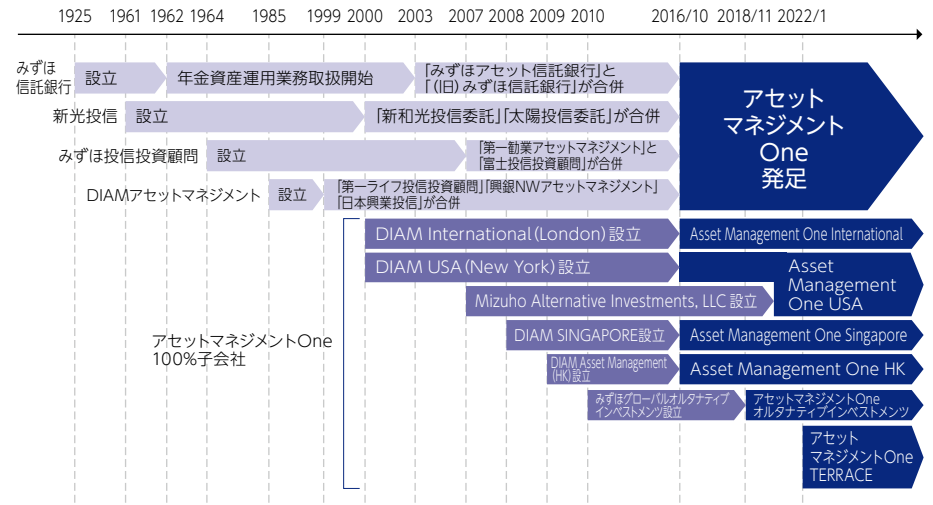 1925 1961 1962 1964 1985 1999 2000 2003 2007 2008 2009 2010 2016/10 2018/11 2022/1
みずほ
信託銀行
設立
年金資産運用業務取扱開始
「みずほアセット信託銀行」と
「(旧)みずほ信託銀行」が合併
新光投信
設立
「新和光投信委託」「太陽投信委託」が合併
みずほ投信投資顧問
設立
「第一勧業アセットマネジメント」と
「富士投信投資顧問」が合併
DIAMアセットマネジメント
設立
「第一ライフ投信投資顧問」「興銀NWアセットマネジメント」
「日本興業投信」が合併
アセット
マネジメント
One
発足
アセットマネジメントOne
100%子会社
DIAM International(London)設立
Asset Management One International
DIAM USA(New York)設立
Asset
Management
One USA
Mizuho Alternative Investments, LLC 設立
DIAM SINGAPORE設立
Asset Management One Singapore
DIAM Asset Management
(HK)設立
Asset Management One HK
みずほグローバルオルタナティブ
インベストメンツ設立
アセットマネジメントOne
オルタナティブインベストメンツ
アセット
マネジメントOne
TERRACE